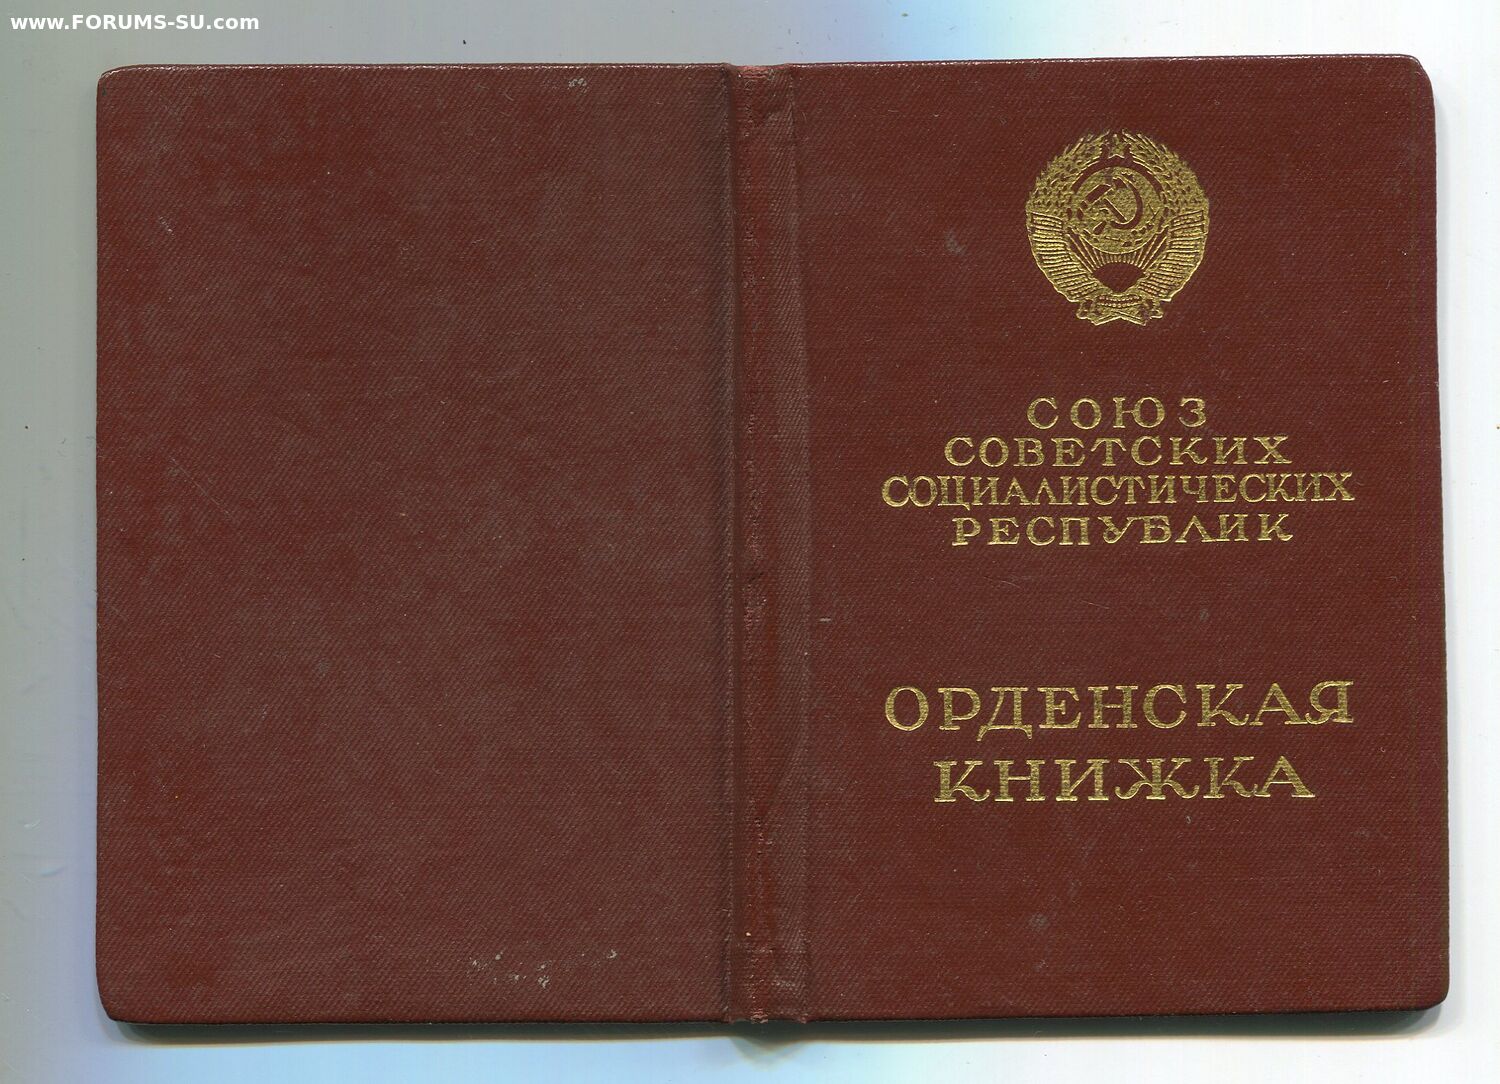 www.FORUMS-SU.com
СОЮЗ
СОВЕТСКИХ
СОЦИАЛИСТИЧЕСКИХ
РЕСПУБЛИК
ОРДЕНСКАЯ
КНИЖКА